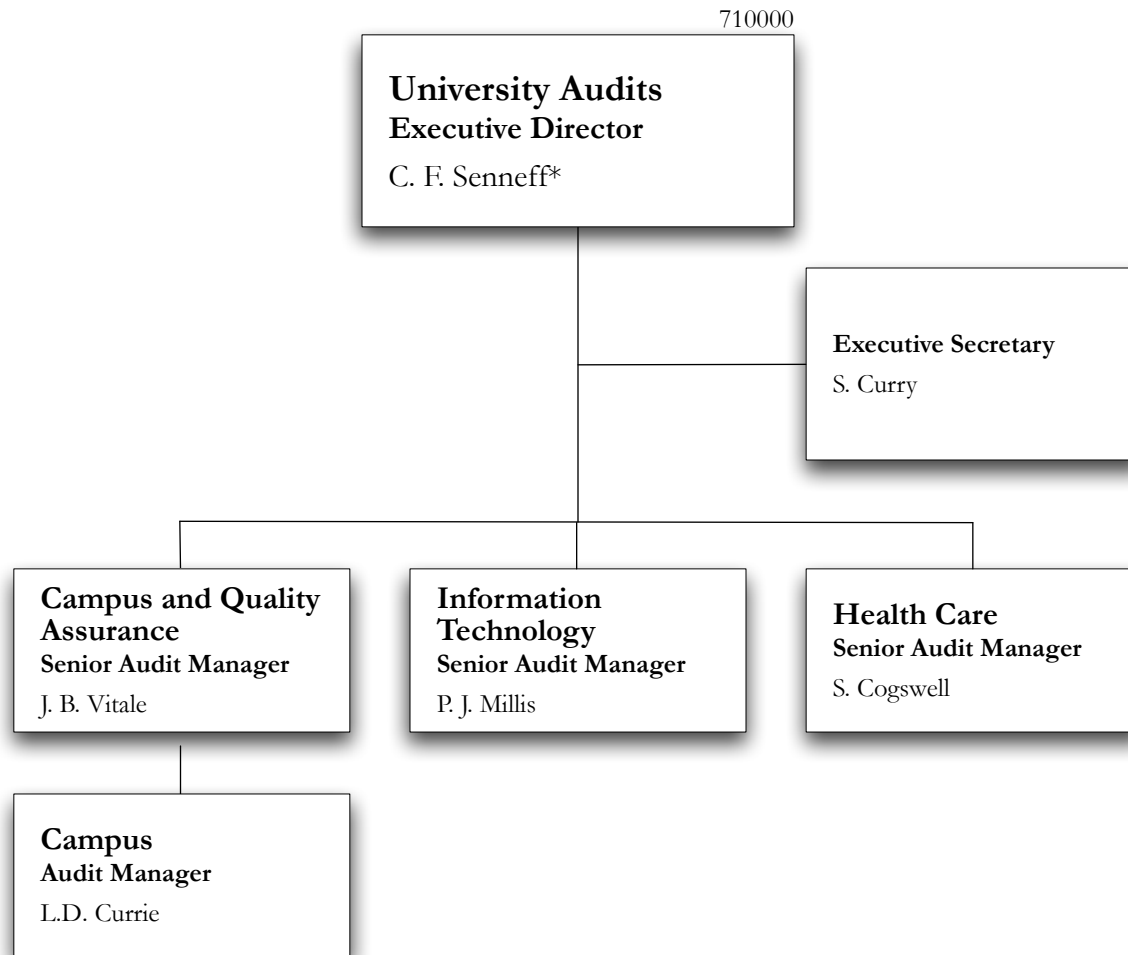 710000
University Audits
Executive Director
C. F. Senneff*
Executive Secretary
S. Curry
Campus and Quality
Assurance
Senior Audit Manager
J. B. Vitale
Information
Technology
Senior Audit Manager
P. J. Millis
Health Care
Senior Audit Manager
S. Cogswell
Campus
Audit Manager
L.D. Currie